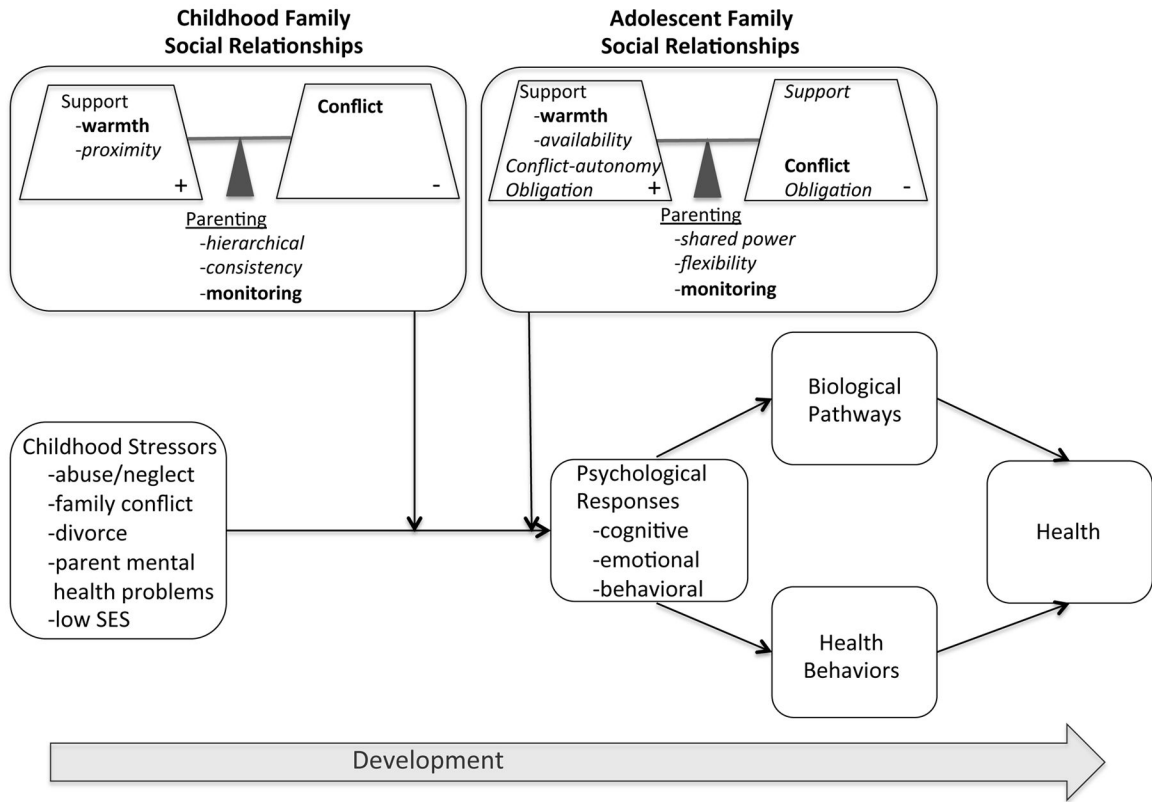 Childhood Family
Social Relationships
Support
-warmth
-proximity
+
Conflict
-
Parenting
-hierarchical
-consistency
-monitoring
Adolescent Family
Social Relationships
Support
-warmth
-availability
Conflict-autonomy
Obligation
+
Support
Conflict
Obligation
-
Parenting
-shared power
-flexibility
-monitoring
Childhood Stressors
-abuse/neglect
-family conflict
-divorce
-parent mental
health problems
-low SES
Psychological
Responses
-cognitive
-emotional
-behavioral
Biological
Pathways
Health
Behaviors
Health
Development